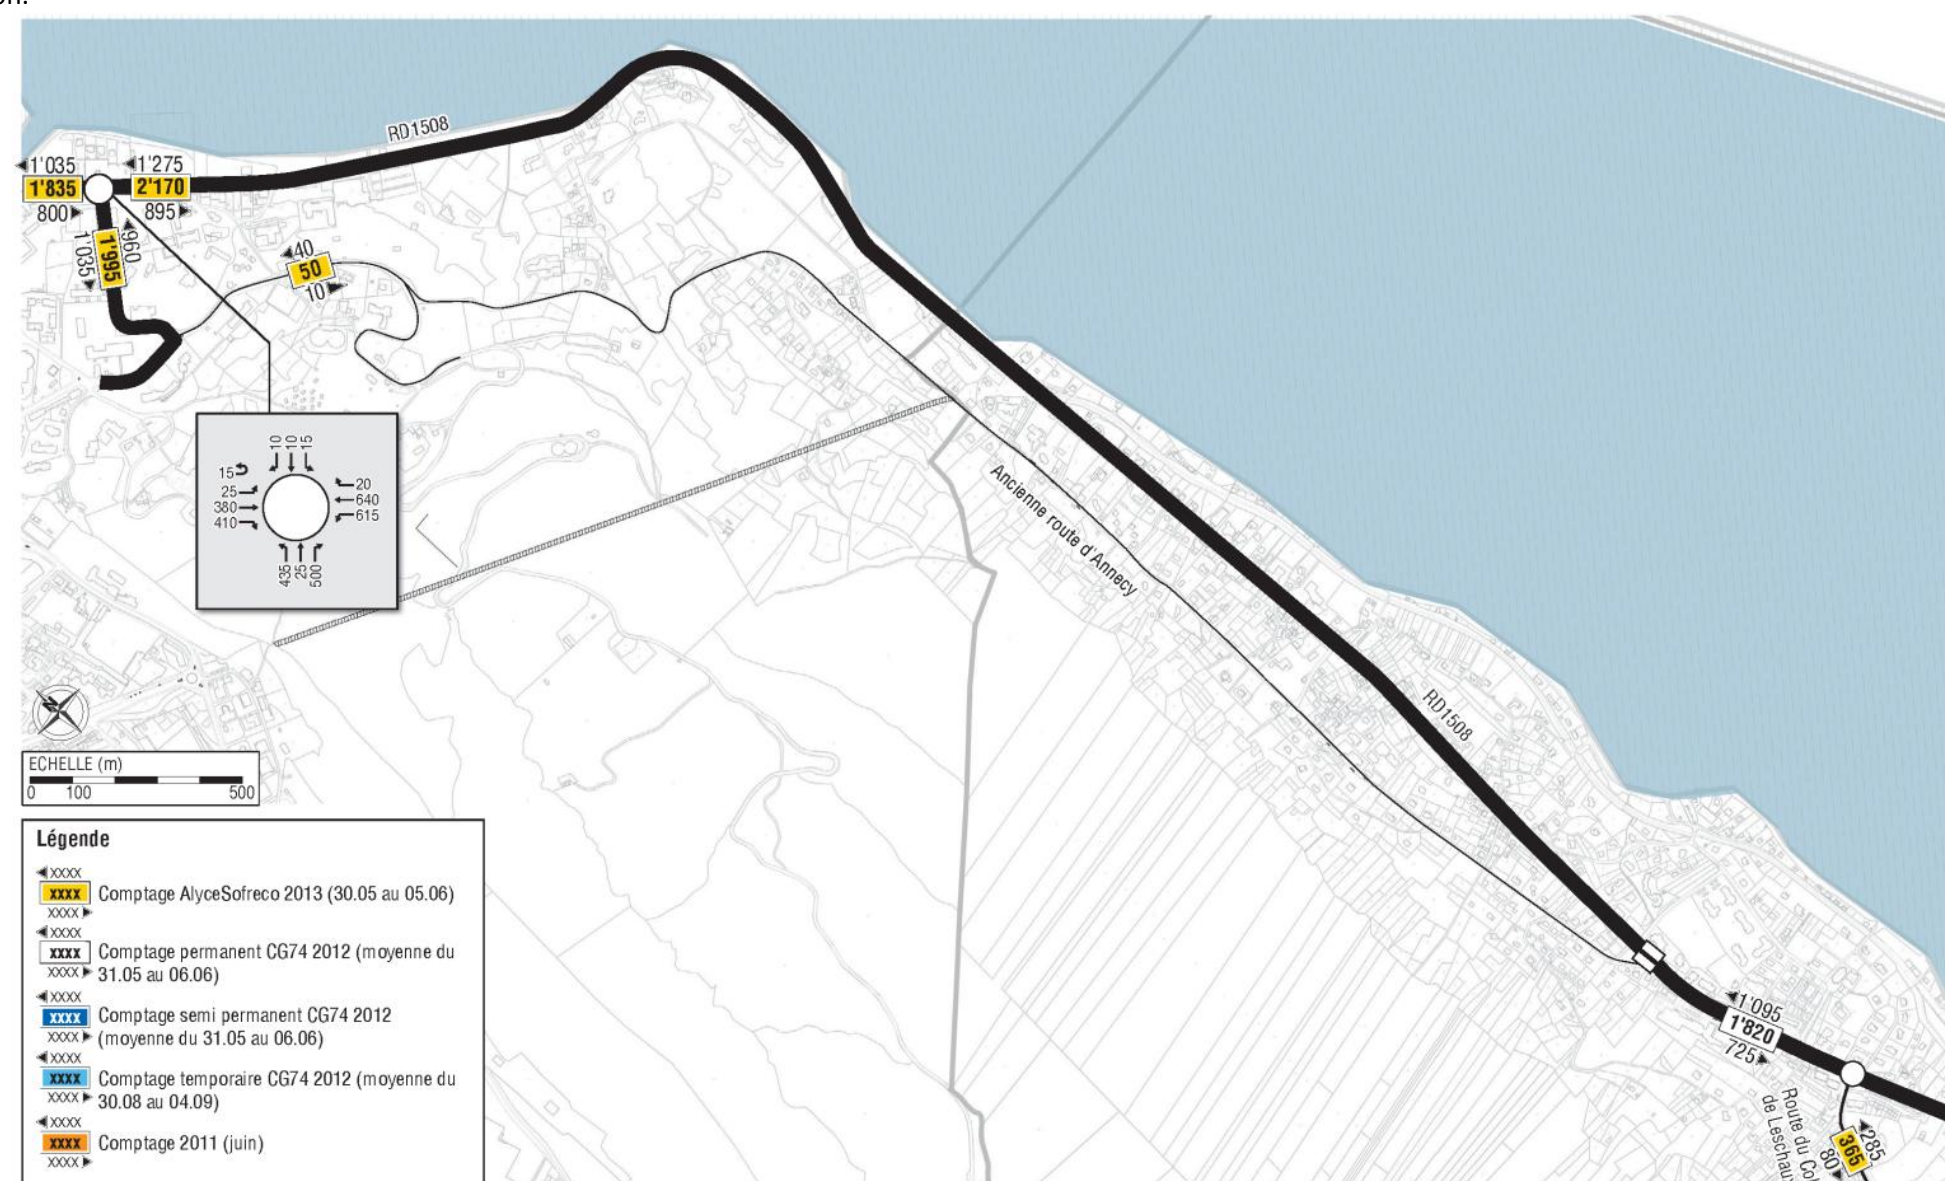 RD1508
◀1'035
1'835
800▶
◀1'275
2'170
895▶
1'035
1'995
960
◀40
50
10▶
10
10
15
15
25
380
410
20
640
615
435
25
500
Ancienne route d'Annecy
RD1508
N
ECHELLE (m)
0 100 500
◀1'095
1'820
725▶
Route du Col
de Leschaux
285
365
80
Légende
◀XXXX
XXXX Comptage AlyceSofreco 2013 (30.05 au 05.06)
XXXX▶
◀XXXX
XXXX Comptage permanent CG74 2012 (moyenne du
XXXX▶ 31.05 au 06.06)
◀XXXX
XXXX Comptage semi permanent CG74 2012
XXXX▶ (moyenne du 31.05 au 06.06)
◀XXXX
XXXX Comptage temporaire CG74 2012 (moyenne du
XXXX▶ 30.08 au 04.09)
◀XXXX
XXXX Comptage 2011 (juin)
XXXX▶